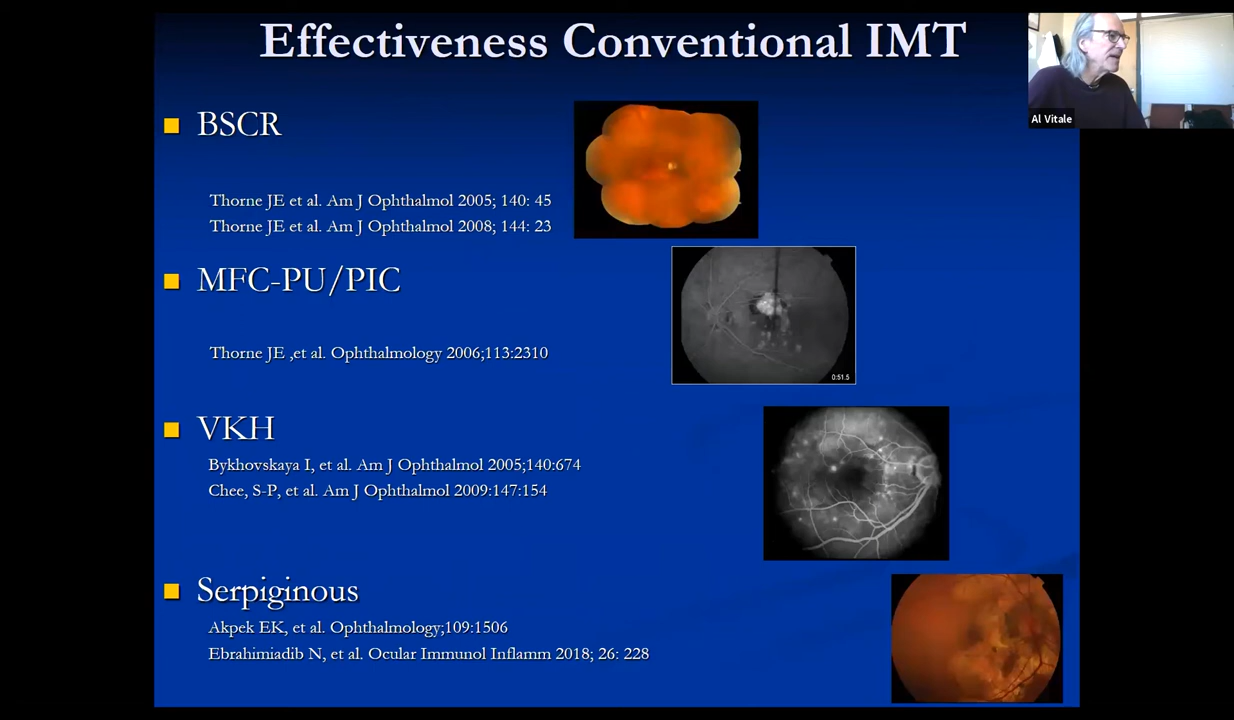 Effectiveness Conventional IMT
Al Vitale
BSCR
Thorne JE et al. Am J Ophthalmol 2005; 140: 45
Thorne JE et al. Am J Ophthalmol 2008; 144: 23
MFC-PU/PIC
Thorne JE ,et al. Ophthalmology 2006;113:2310
0:51.5
VKH
Bykhovskaya I, et al. Am J Ophthalmol 2005;140:674
Chee, S-P, et al. Am J Ophthalmol 2009:147:154
Serpiginous
Akpek EK, et al. Ophthalmology;109:1506
Ebrahimiadib N, et al. Ocular Immunol Inflamm 2018; 26: 228